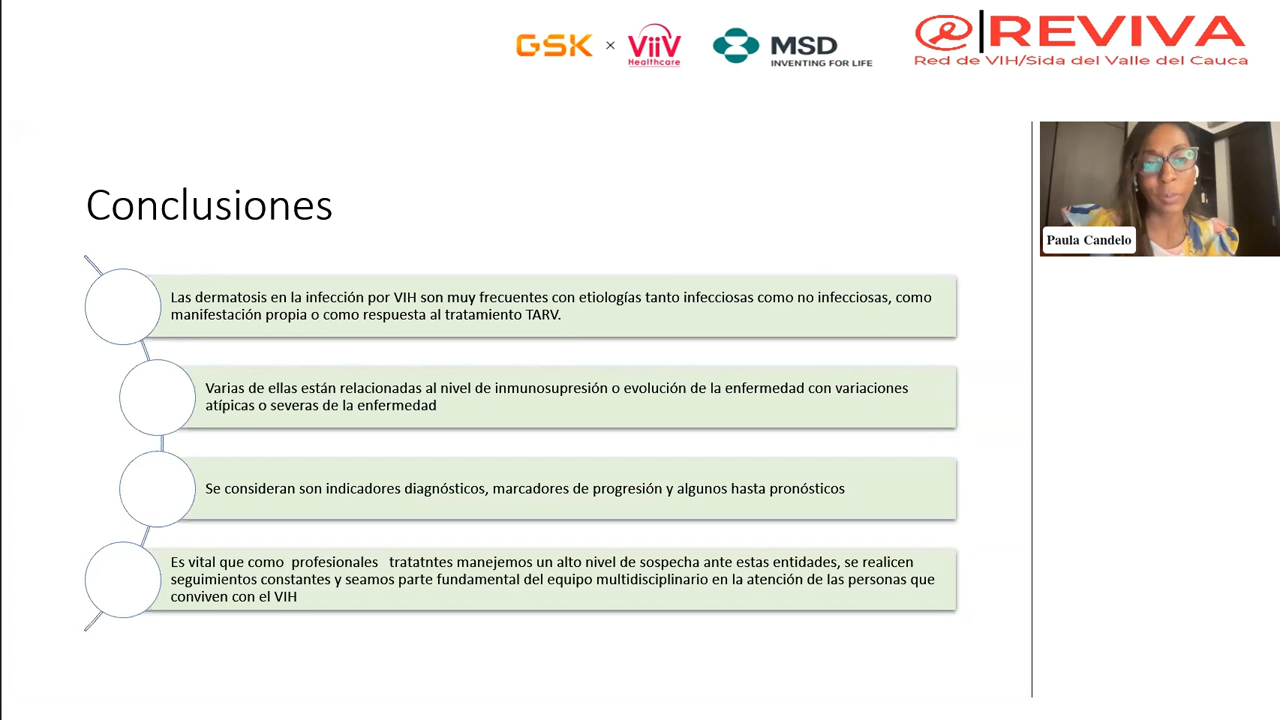 GSK × ViiV Healthcare
MSD
INVENTING FOR LIFE
REVIVA
Red de VIH/Sida del Valle del Cauca
Paula Candelo
Conclusiones
Las dermatosis en la infección por VIH son muy frecuentes con etiologías tanto infecciosas como no infecciosas, como
manifestación propia o como respuesta al tratamiento TARV.
Varias de ellas están relacionadas al nivel de inmunosupresión o evolución de la enfermedad con variaciones
atípicas o severas de la enfermedad
Se consideran son indicadores diagnósticos, marcadores de progresión y algunos hasta pronósticos
Es vital que como profesionales tratatntes manejemos un alto nivel de sospecha ante estas entidades, se realicen
seguimientos constantes y seamos parte fundamental del equipo multidisciplinario en la atención de las personas que
conviven con el VIH